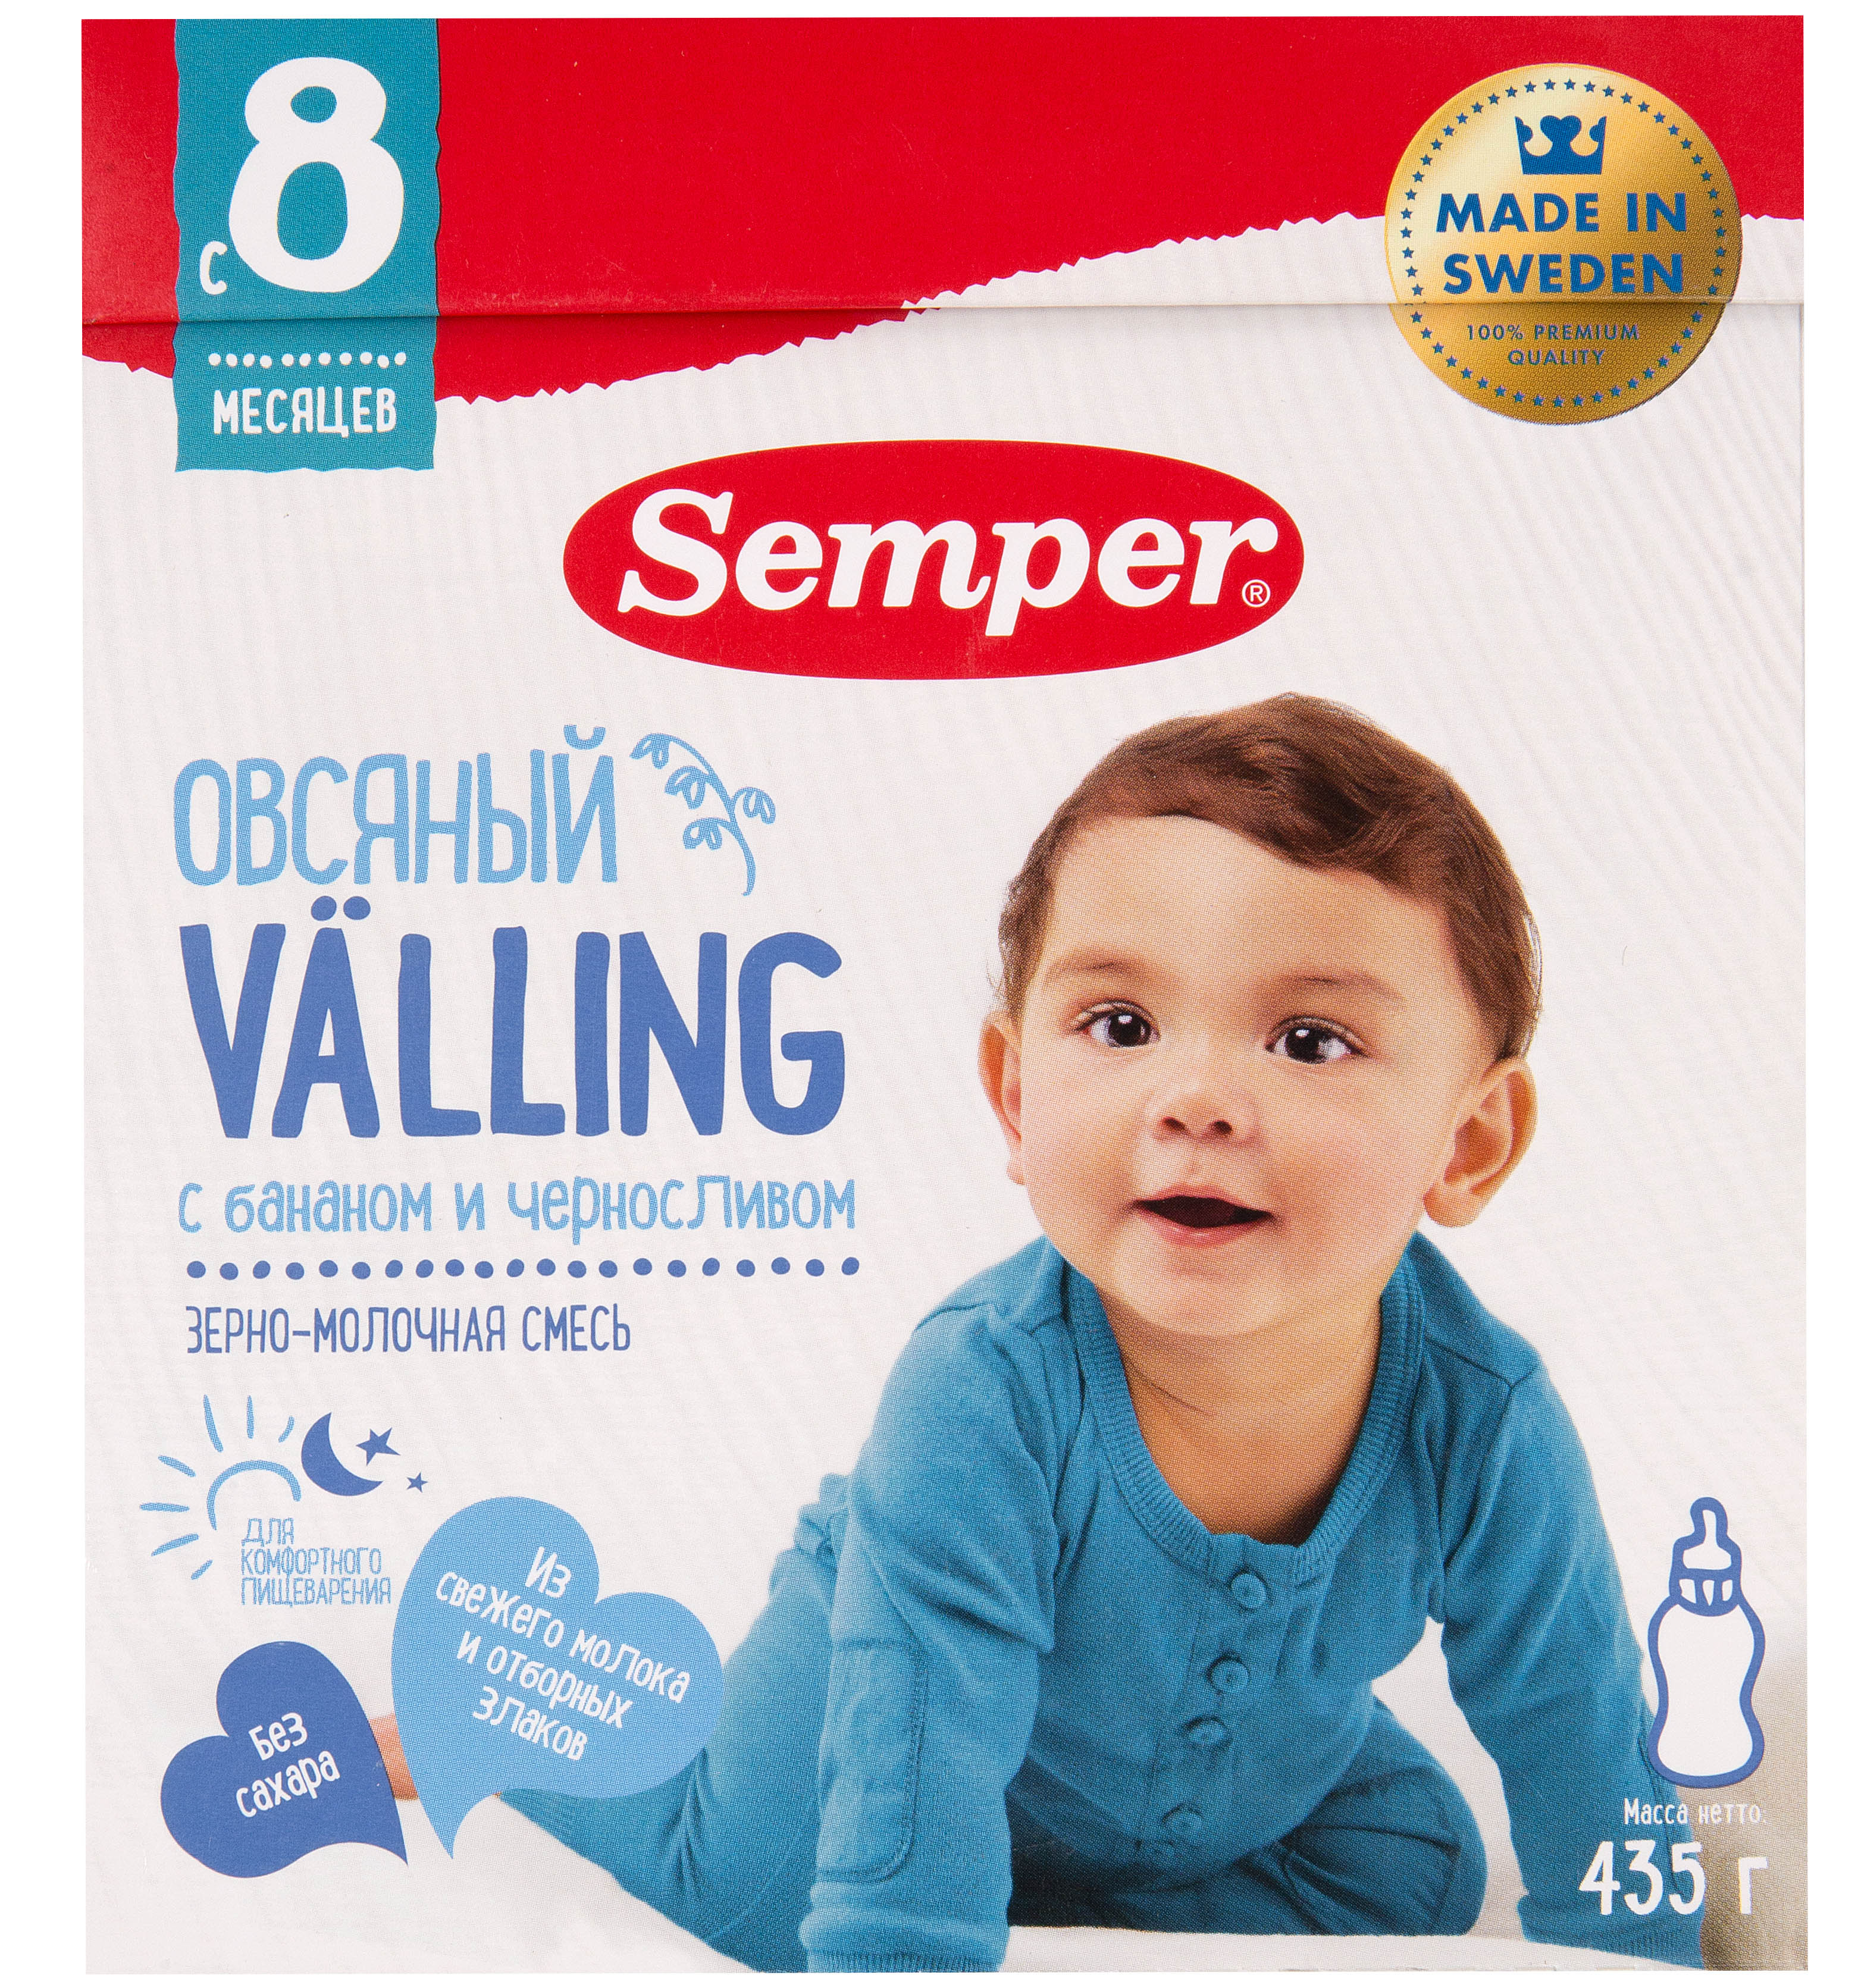 с 8
МЕСЯЦЕВ
MADE IN
SWEDEN
100% PREMIUM
QUALITY
Semper®
ОВСЯНЫЙ
VÄLLING
с бананом и черносливом
ЗЕРНО-МОЛОЧНАЯ СМЕСЬ
ДЛЯ
КОМФОРТНОГО
ПИЩЕВАРЕНИЯ
Из
свежего молока
и отборных
злаков
Без
сахара
Масса нетто:
435 г